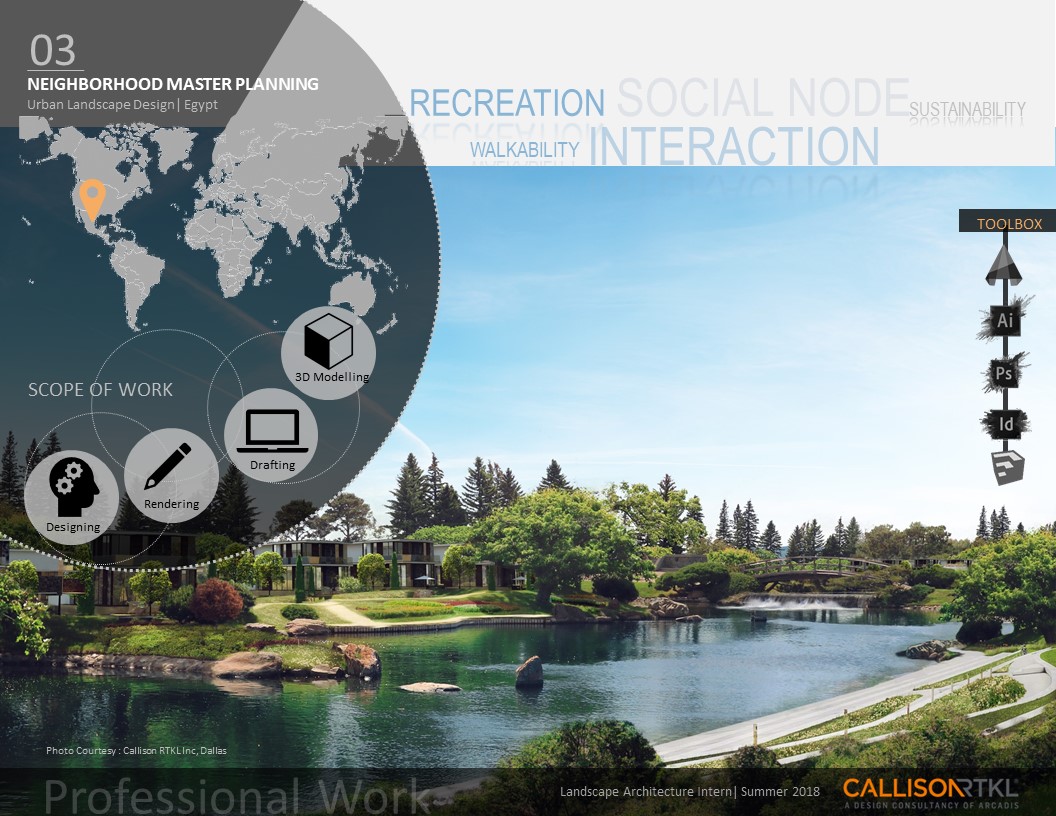 03
NEIGHBORHOOD MASTER PLANNING
Urban Landscape Design| Egypt
RECREATION SOCIAL NODE SUSTAINABILITY
WALKABILITY INTERACTION
TOOLBOX
Ai
Ps
Id
3D Modelling
SCOPE OF WORK
Drafting
Rendering
Designing
Photo Courtesy : Callison RTKL Inc, Dallas
Professional Work
Landscape Architecture Intern| Summer 2018
CALLISONRTKL
A DESIGN CONSULTANCY OF ARCADIS